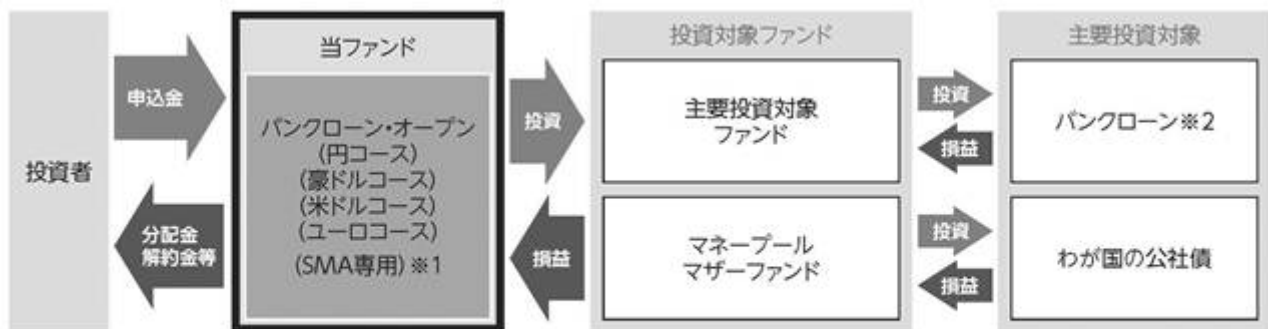 投資者
申込金
分配金
解約金等
当ファンド
バンクローン・オープン
(円コース)
(豪ドルコース)
(米ドルコース)
(ユーロコース)
(SMA専用)※1
投資
損益
投資対象ファンド
主要投資対象
ファンド
マネープール
マザーファンド
投資
損益
投資
損益
主要投資対象
バンクローン※2
わが国の公社債